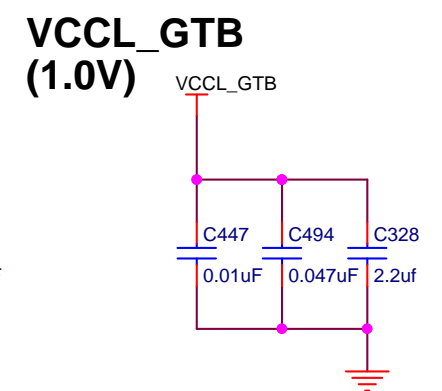 VCCL_GTB
(1.0V)
VCCL_GTB
C447 C494 C328
0.01uF 0.047uF 2.2uf